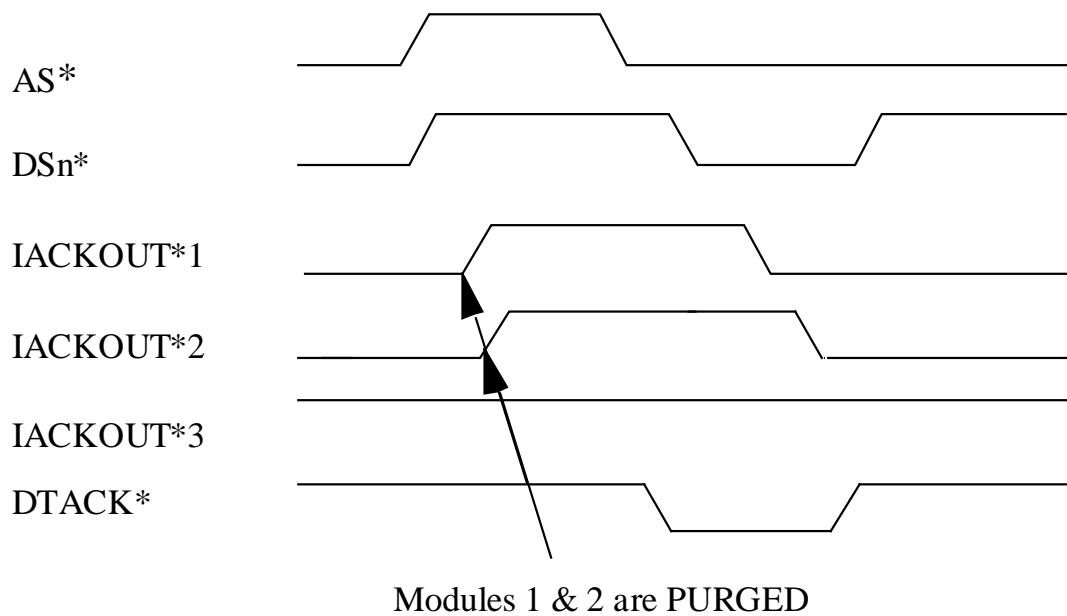 AS*
DSn*
IACKOUT*1
IACKOUT*2
IACKOUT*3
DTACK*
Modules 1 & 2 are PURGED